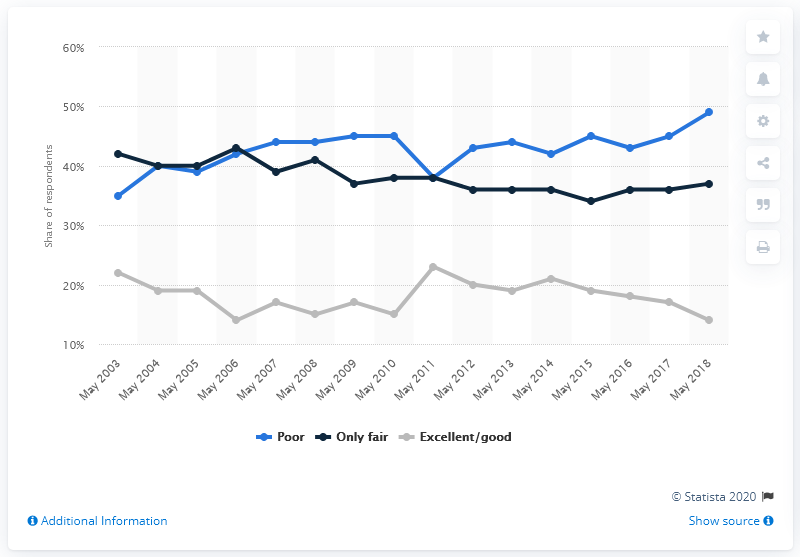 60%
50%
40%
30%
20%
10%
Share of respondents
May 2003
May 2004
May 2005
May 2006
May 2007
May 2008
May 2009
May 2010
May 2011
May 2012
May 2013
May 2014
May 2015
May 2016
May 2017
May 2018
Poor Only fair Excellent/good
© Statista 2020
Additional Information Show source